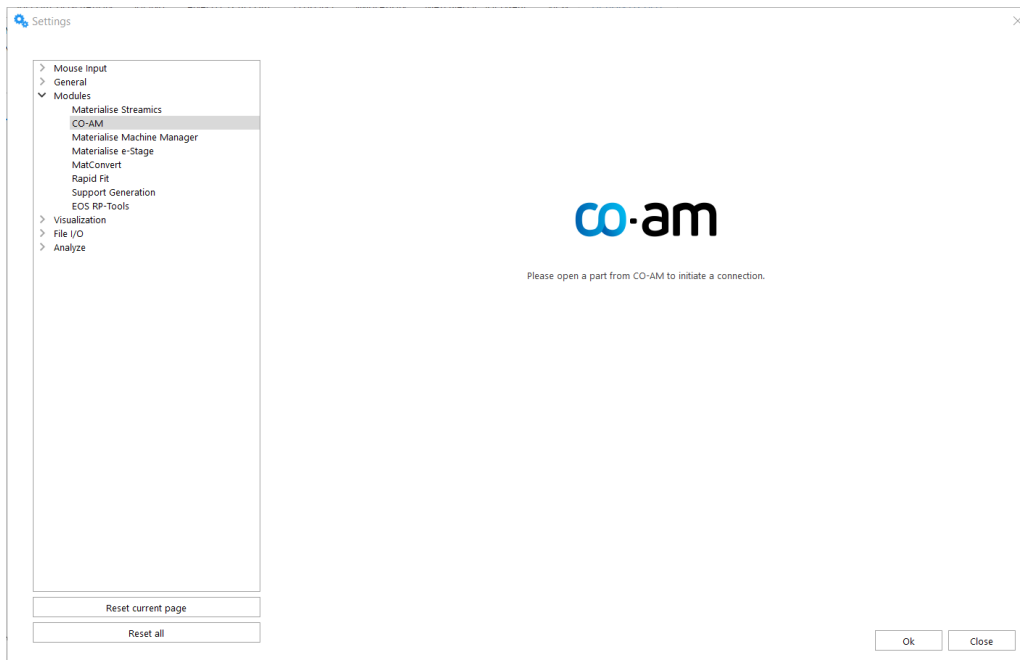 Settings
Mouse Input
General
Modules
Materialise Streamics
CO-AM
Materialise Machine Manager
Materialise e-Stage
MatConvert
Rapid Fit
Support Generation
EOS RP-Tools
Visualization
File I/O
Analyze
co·am
Please open a part from CO-AM to initiate a connection.
Reset current page
Reset all
Ok
Close